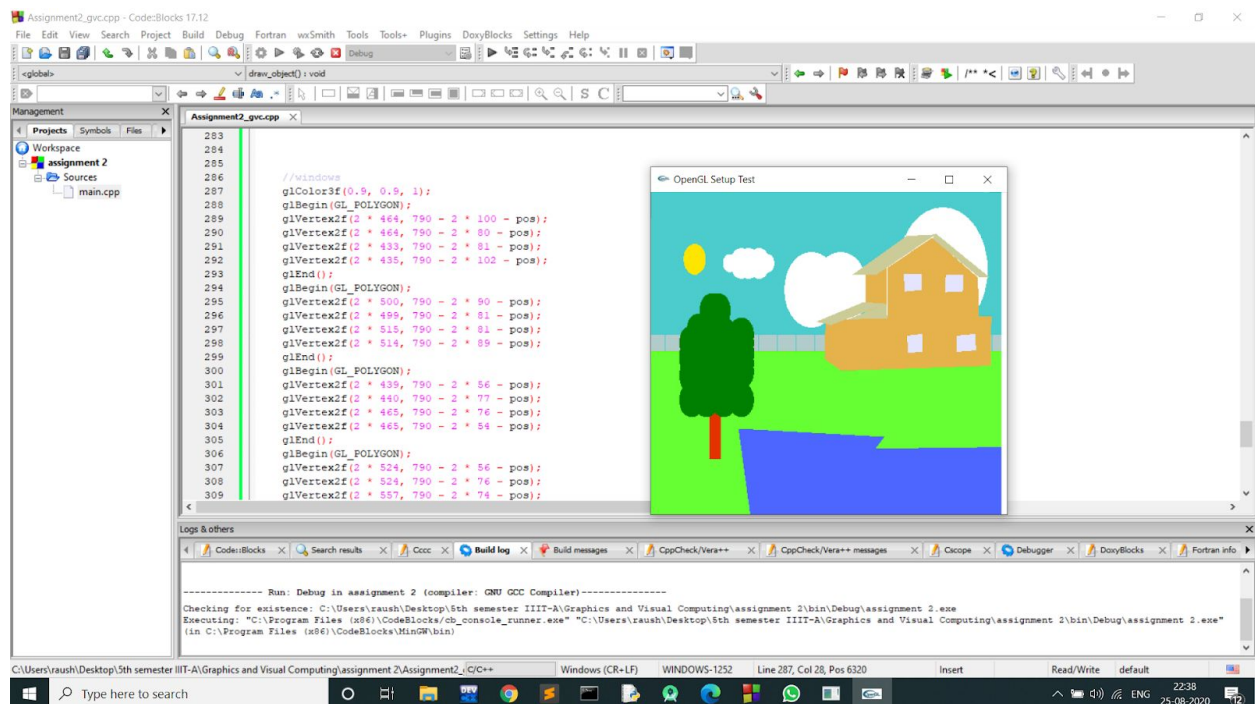 Assignment2_gvc.cpp - Code::Blocks 17.12
File Edit View Search Project Build Debug Fortran wxSmith Tools Tools+ Plugins DoxyBlocks Settings Help
Debug
<global>
draw_object() : void
/** *<
S C
Management
Assignment2_gvc.cpp
Projects Symbols Files
Workspace
assignment 2
Sources
main.cpp
283
284
285
286 //windows
287 glColor3f(0.9, 0.9, 1);
288 glBegin(GL_POLYGON);
289 glVertex2f(2 * 464, 790 - 2 * 100 - pos);
290 glVertex2f(2 * 464, 790 - 2 * 80 - pos);
291 glVertex2f(2 * 433, 790 - 2 * 81 - pos);
292 glVertex2f(2 * 435, 790 - 2 * 102 - pos);
293 glEnd();
294 glBegin(GL_POLYGON);
295 glVertex2f(2 * 500, 790 - 2 * 90 - pos);
296 glVertex2f(2 * 499, 790 - 2 * 81 - pos);
297 glVertex2f(2 * 515, 790 - 2 * 81 - pos);
298 glVertex2f(2 * 514, 790 - 2 * 89 - pos);
299 glEnd();
300 glBegin(GL_POLYGON);
301 glVertex2f(2 * 439, 790 - 2 * 56 - pos);
302 glVertex2f(2 * 440, 790 - 2 * 77 - pos);
303 glVertex2f(2 * 465, 790 - 2 * 76 - pos);
304 glVertex2f(2 * 465, 790 - 2 * 54 - pos);
305 glEnd();
306 glBegin(GL_POLYGON);
307 glVertex2f(2 * 524, 790 - 2 * 56 - pos);
308 glVertex2f(2 * 524, 790 - 2 * 76 - pos);
309 glVertex2f(2 * 557, 790 - 2 * 74 - pos);
OpenGL Setup Test
Logs & others
Code::Blocks Search results Cccc Build log Build messages CppCheck/Vera++ CppCheck/Vera++ messages Cscope Debugger DoxyBlocks Fortran info
-------------- Run: Debug in assignment 2 (compiler: GNU GCC Compiler)---------------
Checking for existence: C:\Users\raush\Desktop\5th semester IIIT-A\Graphics and Visual Computing\assignment 2\bin\Debug\assignment 2.exe
Executing: "C:\Program Files (x86)\CodeBlocks/cb_console_runner.exe" "C:\Users\raush\Desktop\5th semester IIIT-A\Graphics and Visual Computing\assignment 2\bin\Debug\assignment 2.exe"
(in C:\Program Files (x86)\CodeBlocks\MinGW\bin)
C:\Users\raush\Desktop\5th semester IIIT-A\Graphics and Visual Computing\assignment 2\Assignment2_ C/C++ Windows (CR+LF) WINDOWS-1252 Line 287, Col 28, Pos 6320 Insert Read/Write default
Type here to search
DEV
ENG
22:38
25-08-2020
12